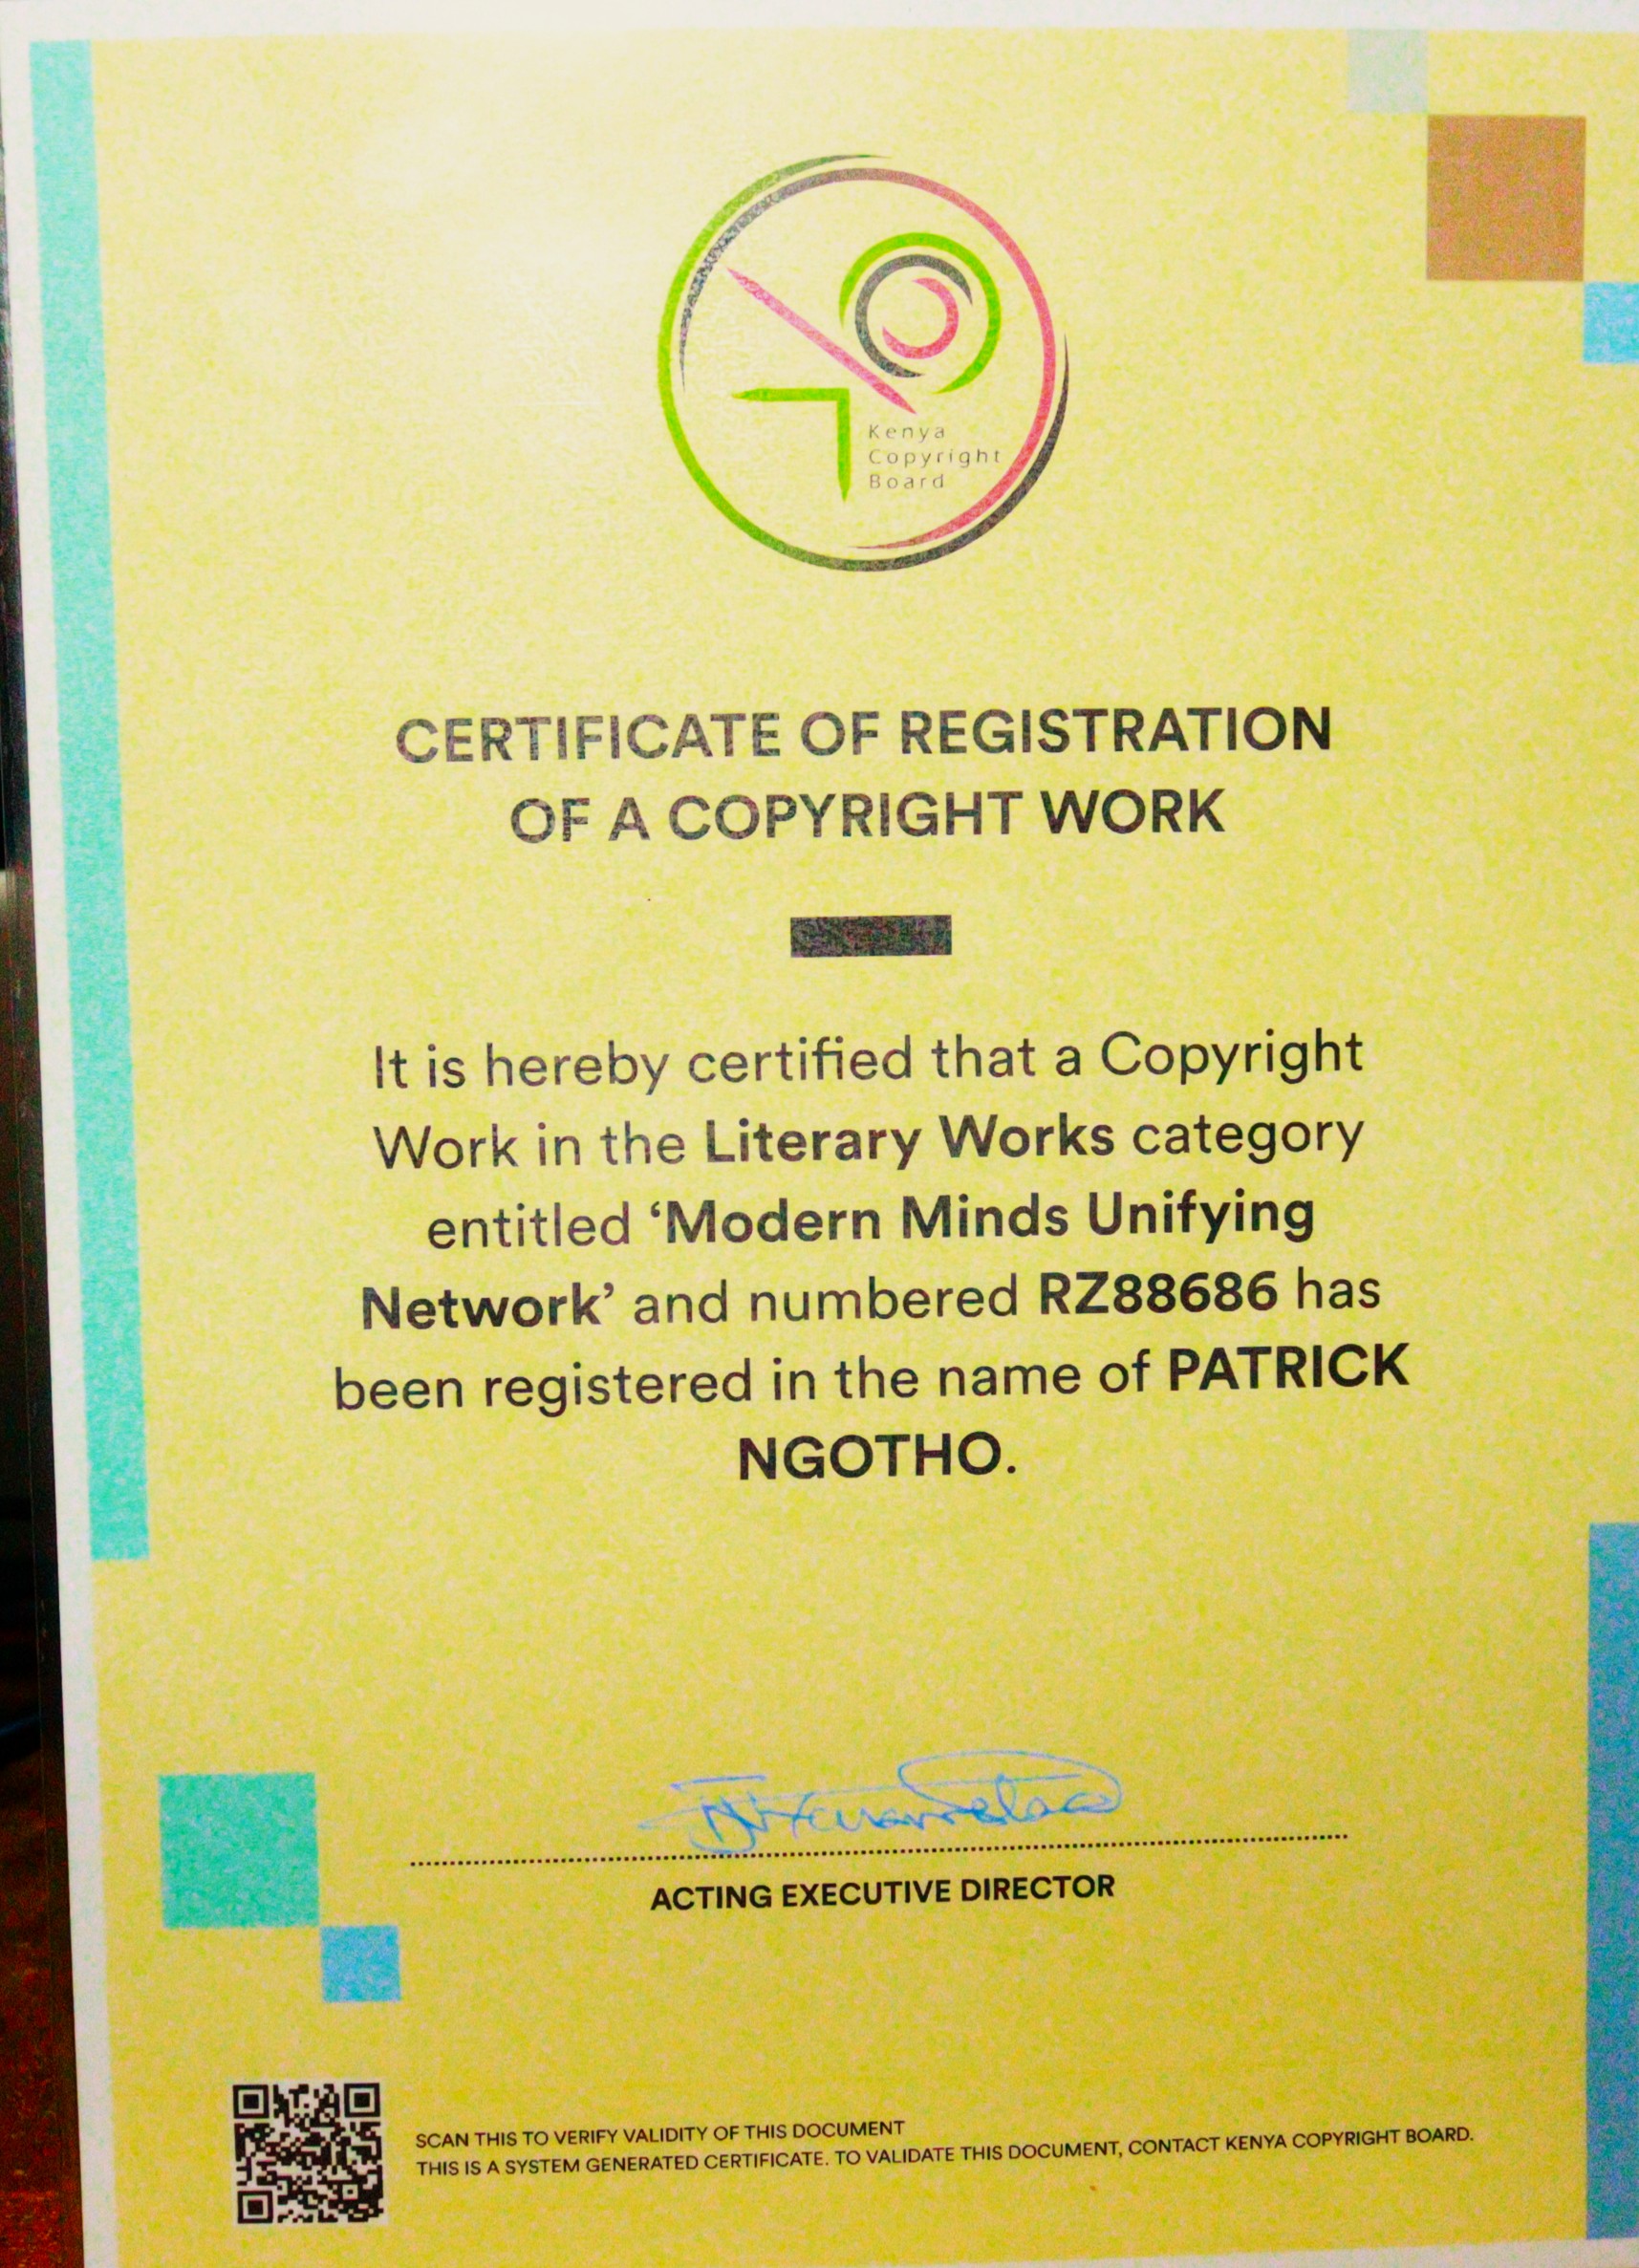 Kenya
Copyright
Board
CERTIFICATE OF REGISTRATION
OF A COPYRIGHT WORK
It is hereby certified that a Copyright
Work in the Literary Works category
entitled ‘Modern Minds Unifying
Network’ and numbered RZ88686 has
been registered in the name of PATRICK
NGOTHO.
ACTING EXECUTIVE DIRECTOR
SCAN THIS TO VERIFY VALIDITY OF THIS DOCUMENT
THIS IS A SYSTEM GENERATED CERTIFICATE. TO VALIDATE THIS DOCUMENT, CONTACT KENYA COPYRIGHT BOARD.